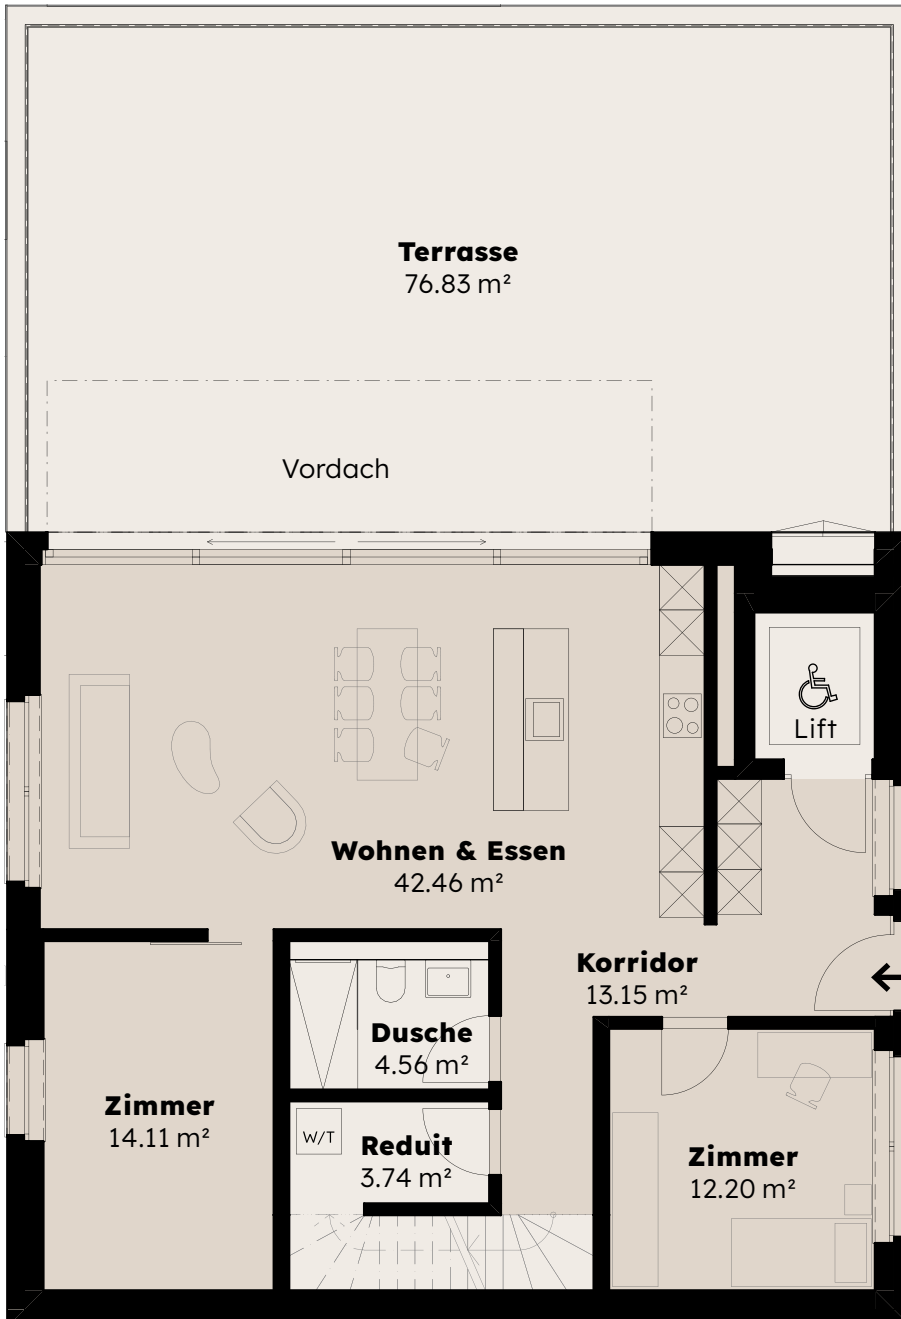 Terrasse
76.83 m²
Vordach
Lift
Wohnen & Essen
42.46 m²
Korridor
13.15 m²
Dusche
4.56 m²
Zimmer
14.11 m²
W/T
Reduit
3.74 m²
Zimmer
12.20 m²